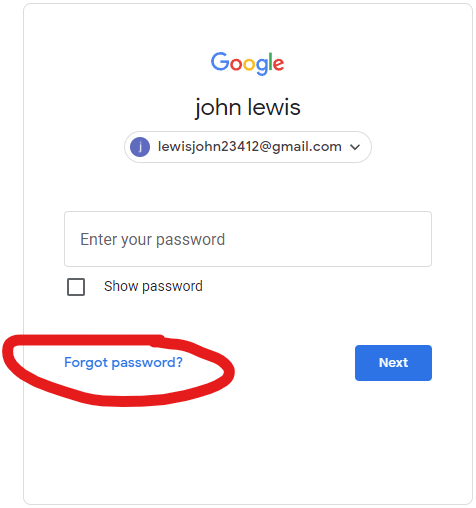 Google
john lewis
j lewisjohn23412@gmail.com
Enter your password
Show password
Forgot password? Next